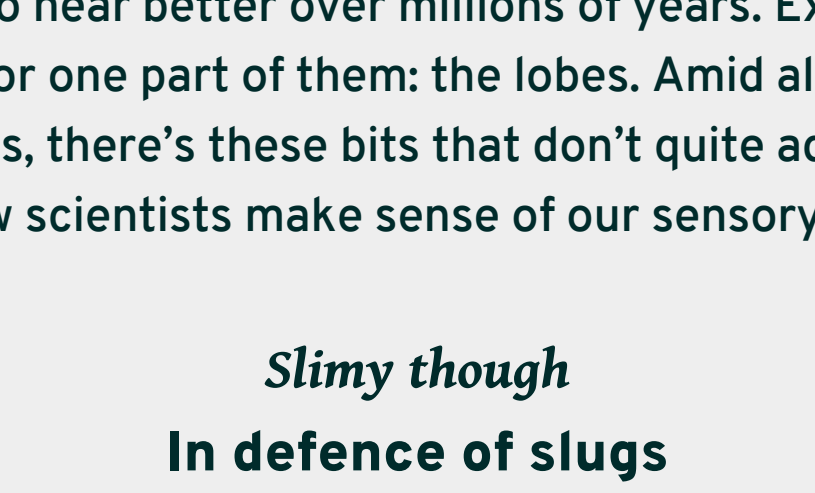 o hear better over millions of years. Ex
or one part of them: the lobes. Amid al
s, there’s these bits that don’t quite ad
w scientists make sense of our sensory
Slimy though
In defence of slugs